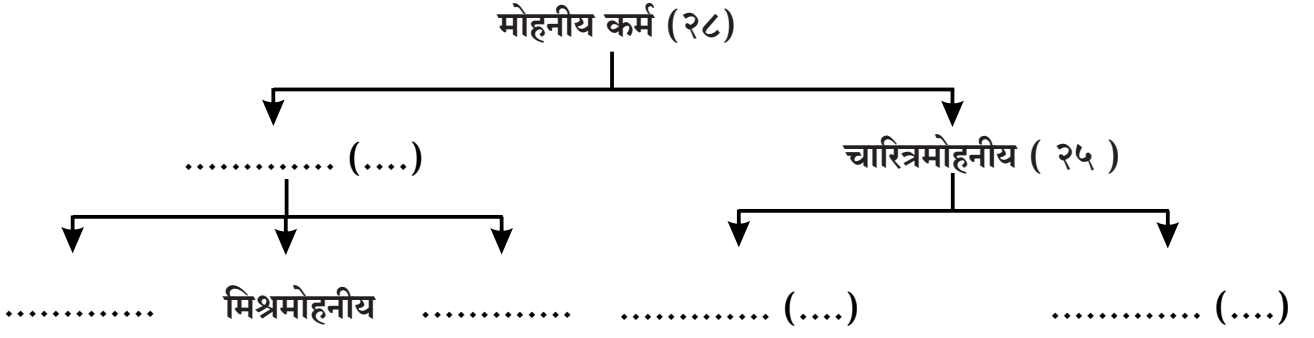 मोहनीय कर्म (२८)
............. (....) चारित्रमोहनीय ( २५ )
............. मिश्रमोहनीय ............. ............. (....) ............. (....)